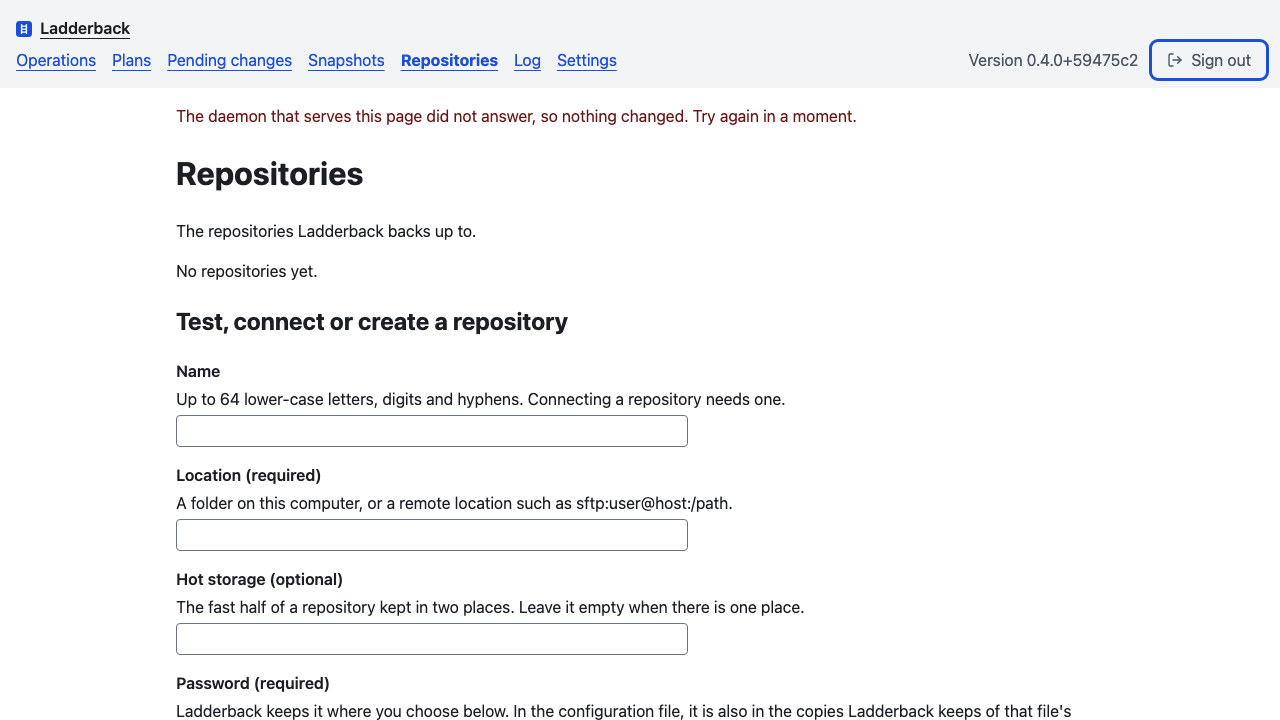 Ladderback
Operations Plans Pending changes Snapshots Repositories Log Settings Version 0.4.0+59475c2 Sign out
The daemon that serves this page did not answer, so nothing changed. Try again in a moment.
Repositories
The repositories Ladderback backs up to.
No repositories yet.
Test, connect or create a repository
Name
Up to 64 lower-case letters, digits and hyphens. Connecting a repository needs one.
Location (required)
A folder on this computer, or a remote location such as sftp:user@host:/path.
Hot storage (optional)
The fast half of a repository kept in two places. Leave it empty when there is one place.
Password (required)
Ladderback keeps it where you choose below. In the configuration file, it is also in the copies Ladderback keeps of that file's